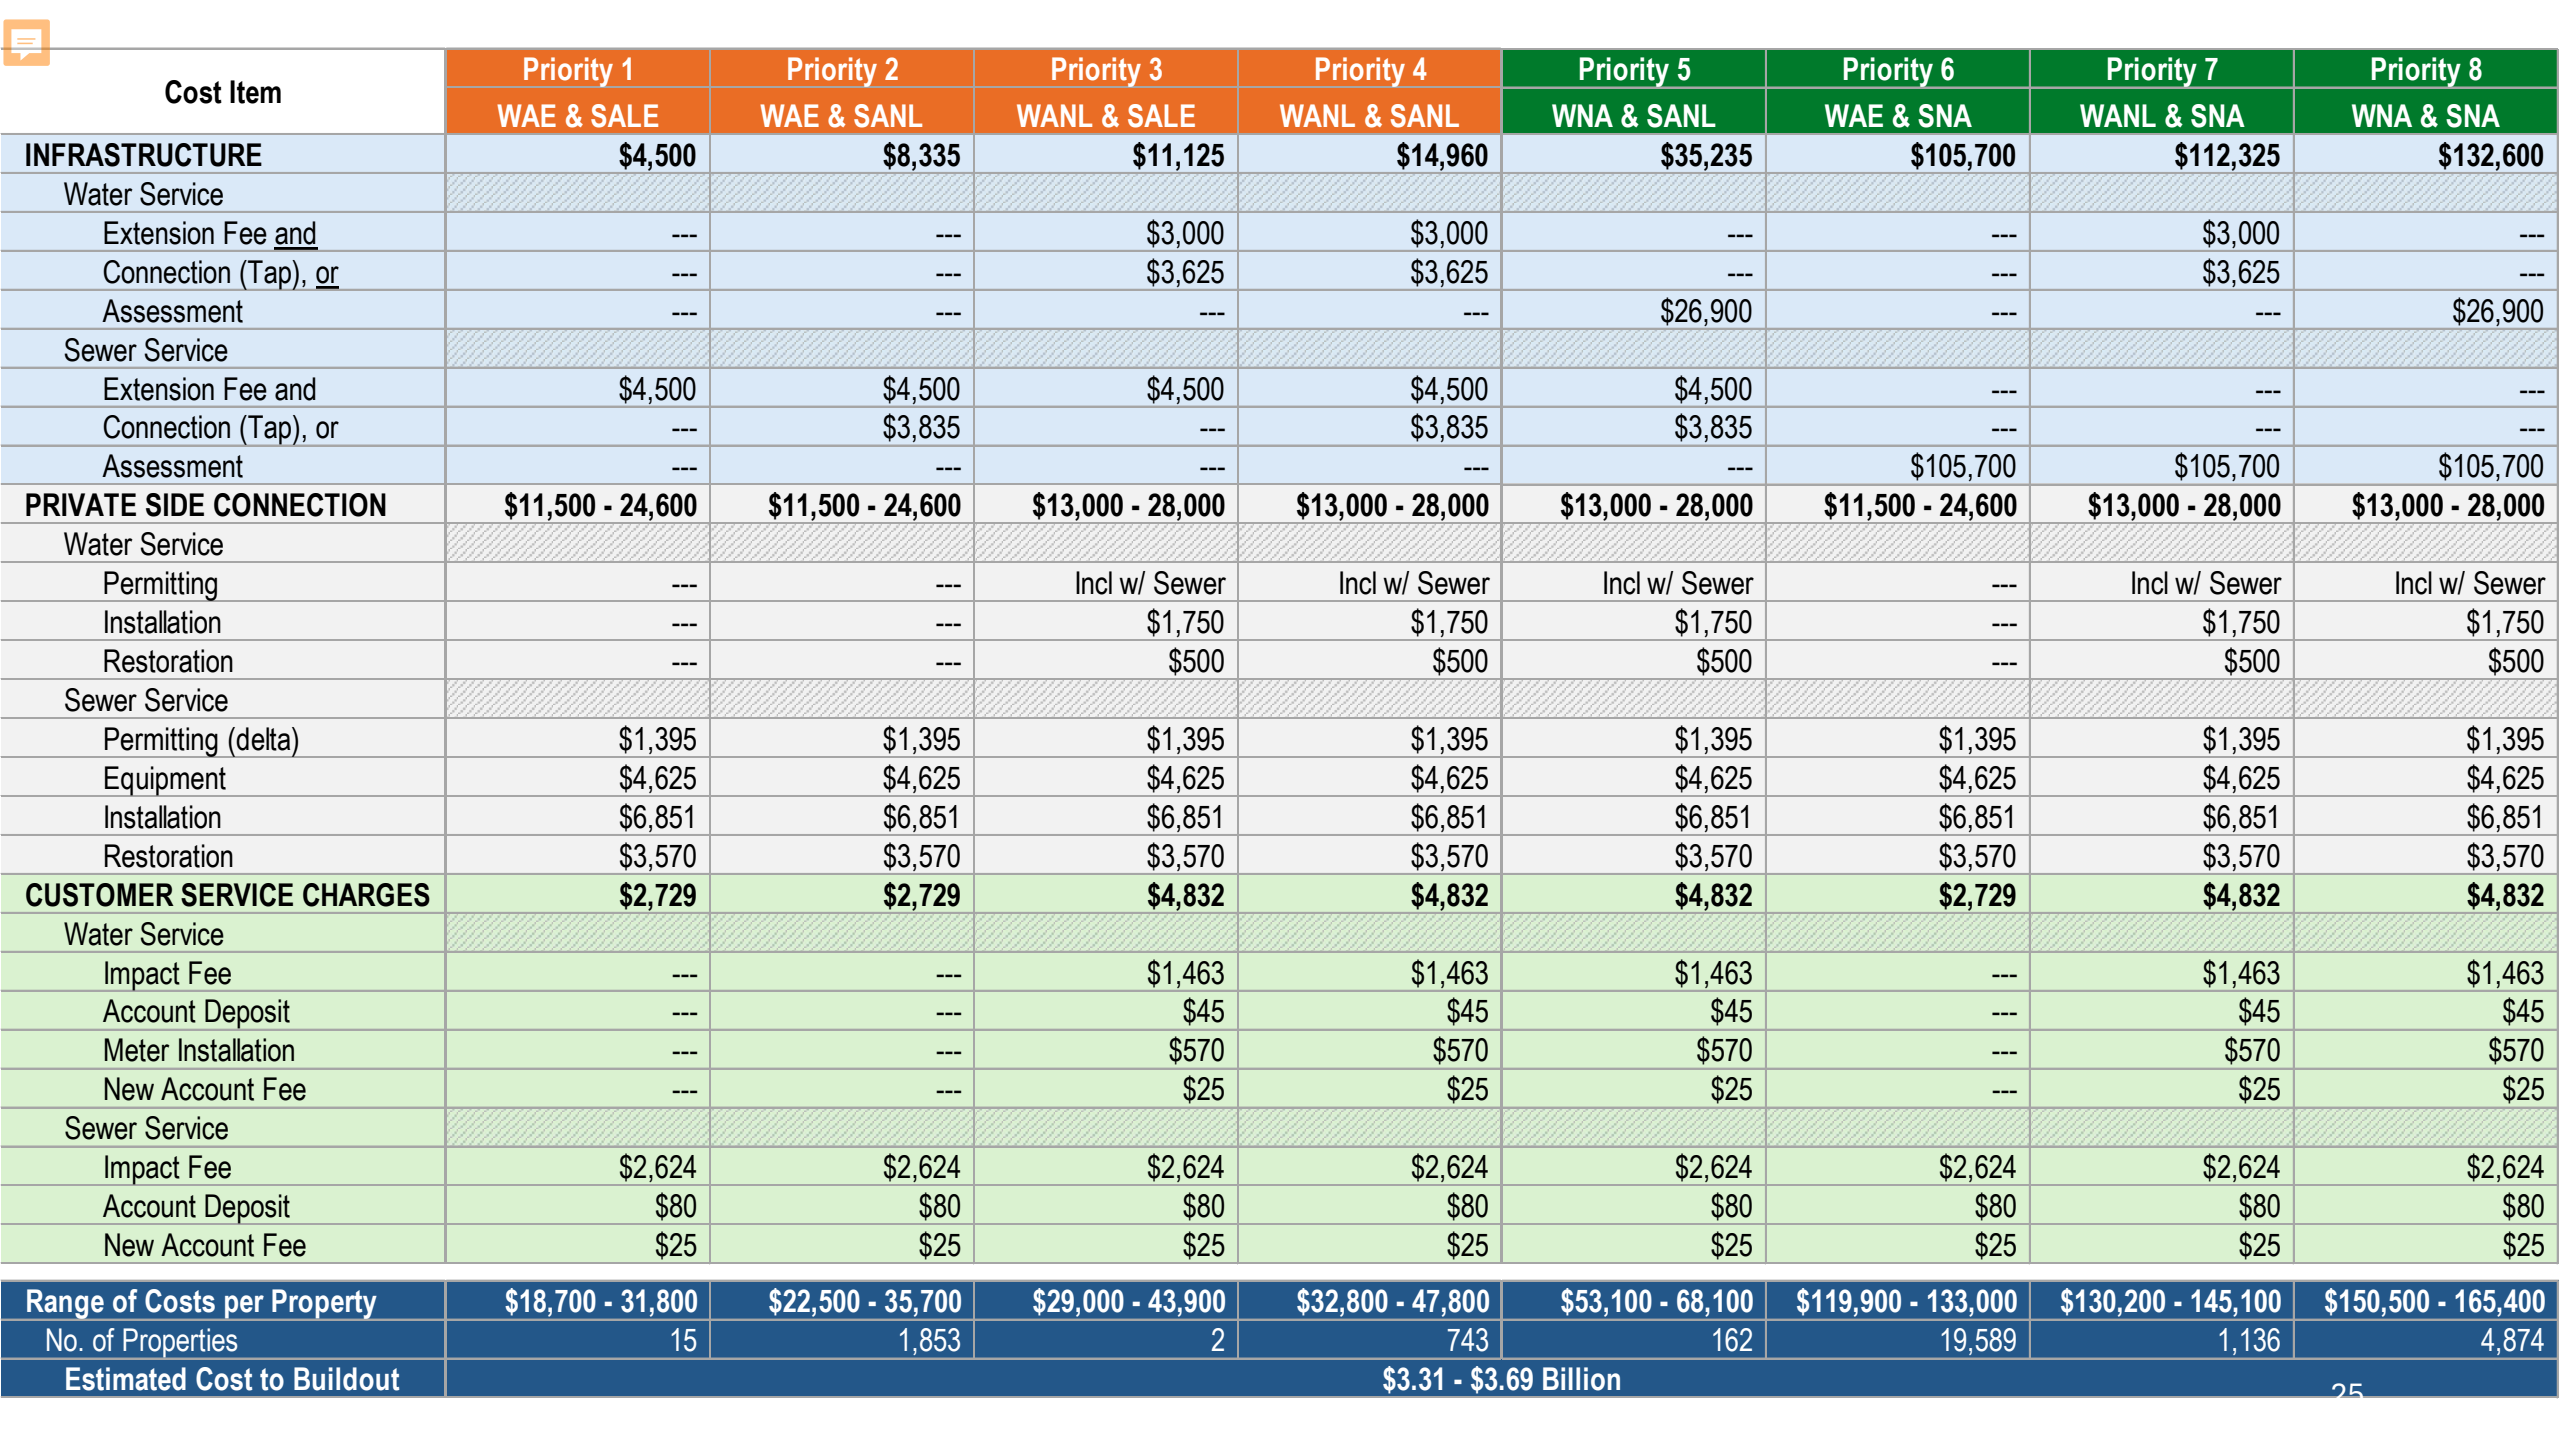 Cost Item Priority 1 Priority 2 Priority 3 Priority 4 Priority 5 Priority 6 Priority 7 Priority 8
WAE & SALE WAE & SANL WANL & SALE WANL & SANL WNA & SANL WAE & SNA WANL & SNA WNA & SNA
INFRASTRUCTURE $4,500 $8,335 $11,125 $14,960 $35,235 $105,700 $112,325 $132,600
Water Service
Extension Fee and --- --- $3,000 $3,000 --- --- $3,000 ---
Connection (Tap), or --- --- $3,625 $3,625 --- --- $3,625 ---
Assessment --- --- --- --- $26,900 --- --- $26,900
Sewer Service
Extension Fee and $4,500 $4,500 $4,500 $4,500 $4,500 --- --- ---
Connection (Tap), or --- $3,835 --- $3,835 $3,835 --- --- ---
Assessment --- --- --- --- --- $105,700 $105,700 $105,700
PRIVATE SIDE CONNECTION $11,500 - 24,600 $11,500 - 24,600 $13,000 - 28,000 $13,000 - 28,000 $13,000 - 28,000 $11,500 - 24,600 $13,000 - 28,000 $13,000 - 28,000
Water Service
Permitting --- --- Incl w/ Sewer Incl w/ Sewer Incl w/ Sewer --- Incl w/ Sewer Incl w/ Sewer
Installation --- --- $1,750 $1,750 $1,750 --- $1,750 $1,750
Restoration --- --- $500 $500 $500 --- $500 $500
Sewer Service
Permitting (delta) $1,395 $1,395 $1,395 $1,395 $1,395 $1,395 $1,395 $1,395
Equipment $4,625 $4,625 $4,625 $4,625 $4,625 $4,625 $4,625 $4,625
Installation $6,851 $6,851 $6,851 $6,851 $6,851 $6,851 $6,851 $6,851
Restoration $3,570 $3,570 $3,570 $3,570 $3,570 $3,570 $3,570 $3,570
CUSTOMER SERVICE CHARGES $2,729 $2,729 $4,832 $4,832 $4,832 $2,729 $4,832 $4,832
Water Service
Impact Fee --- --- $1,463 $1,463 $1,463 --- $1,463 $1,463
Account Deposit --- --- $45 $45 $45 --- $45 $45
Meter Installation --- --- $570 $570 $570 --- $570 $570
New Account Fee --- --- $25 $25 $25 --- $25 $25
Sewer Service
Impact Fee $2,624 $2,624 $2,624 $2,624 $2,624 $2,624 $2,624 $2,624
Account Deposit $80 $80 $80 $80 $80 $80 $80 $80
New Account Fee $25 $25 $25 $25 $25 $25 $25 $25
Range of Costs per Property $18,700 - 31,800 $22,500 - 35,700 $29,000 - 43,900 $32,800 - 47,800 $53,100 - 68,100 $119,900 - 133,000 $130,200 - 145,100 $150,500 - 165,400
No. of Properties 15 1,853 2 743 162 19,589 1,136 4,874
Estimated Cost to Buildout $3.31 - $3.69 Billion
25